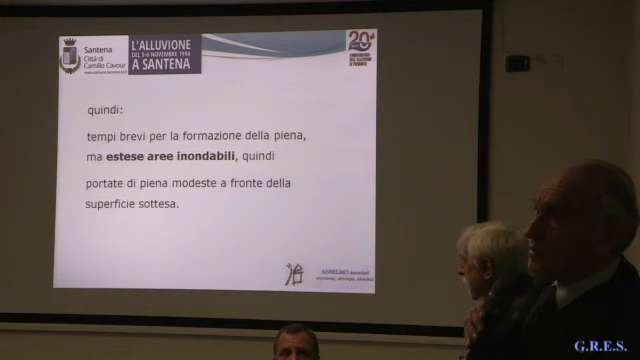 Santena
Città di
Camillo Cavour
L'ALLUVIONE
DEL 5-6 NOVEMBRE 1994
A SANTENA
20
quindi:
tempi brevi per la formazione della piena,
ma estese aree inondabili, quindi
portate di piena modeste a fronte della
superficie sottesa.
G.R.E.S.